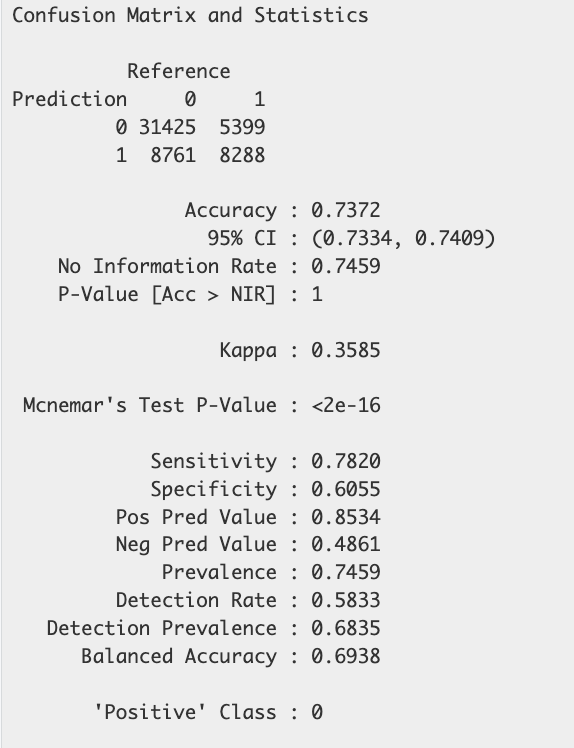 Confusion Matrix and Statistics
Reference
Prediction 0 1
0 31425 5399
1 8761 8288
Accuracy : 0.7372
95% CI : (0.7334, 0.7409)
No Information Rate : 0.7459
P-Value [Acc > NIR] : 1
Kappa : 0.3585
Mcnemar's Test P-Value : <2e-16
Sensitivity : 0.7820
Specificity : 0.6055
Pos Pred Value : 0.8534
Neg Pred Value : 0.4861
Prevalence : 0.7459
Detection Rate : 0.5833
Detection Prevalence : 0.6835
Balanced Accuracy : 0.6938
'Positive' Class : 0